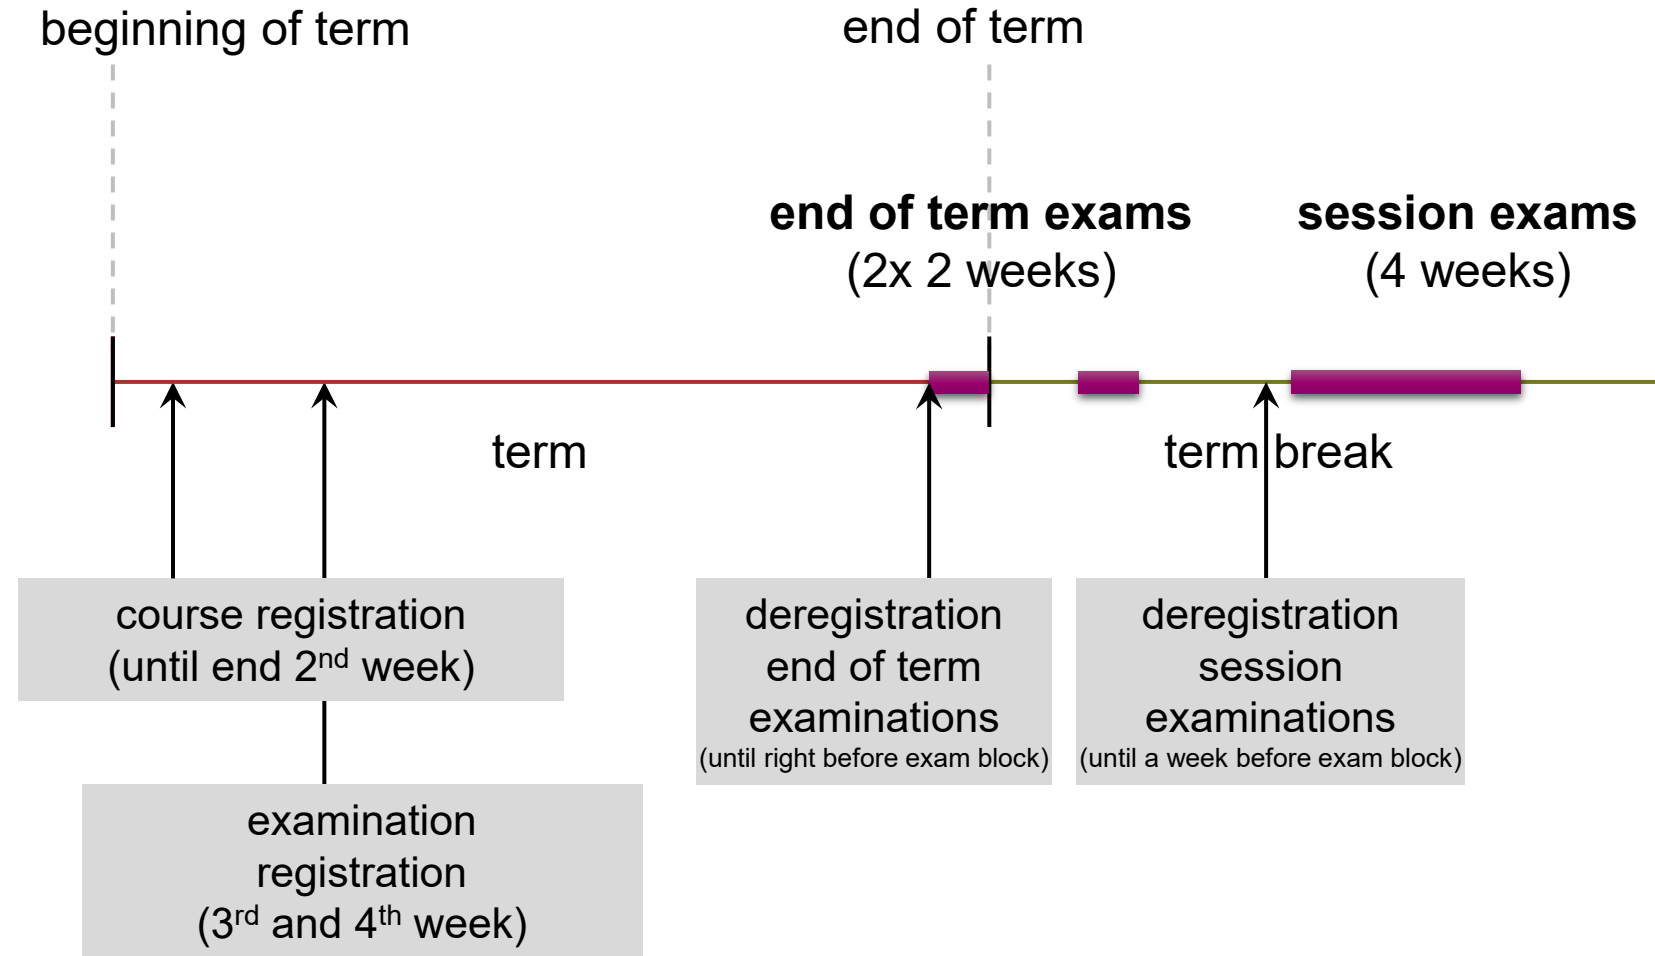 beginning of term
end of term
end of term exams
(2x 2 weeks)
session exams
(4 weeks)
term
term break
course registration
(until end 2nd week)
examination
registration
(3rd and 4th week)
deregistration
end of term
examinations
(until right before exam block)
deregistration
session
examinations
(until a week before exam block)